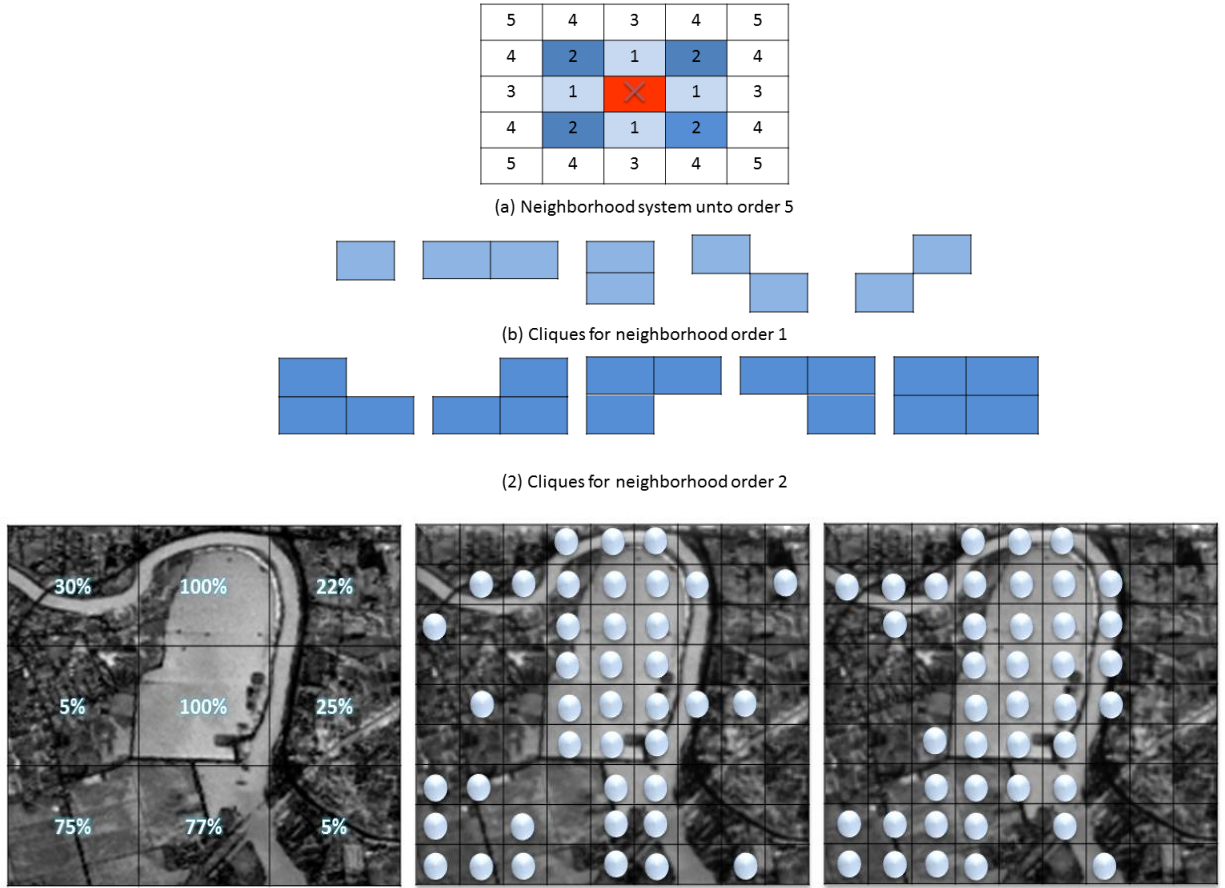 5 4 3 4 5
4 2 1 2 4
3 1 X 1 3
4 2 1 2 4
5 4 3 4 5
(a) Neighborhood system unto order 5
(b) Cliques for neighborhood order 1
(2) Cliques for neighborhood order 2
30% 100% 22%
5% 100% 25%
75% 77% 5%